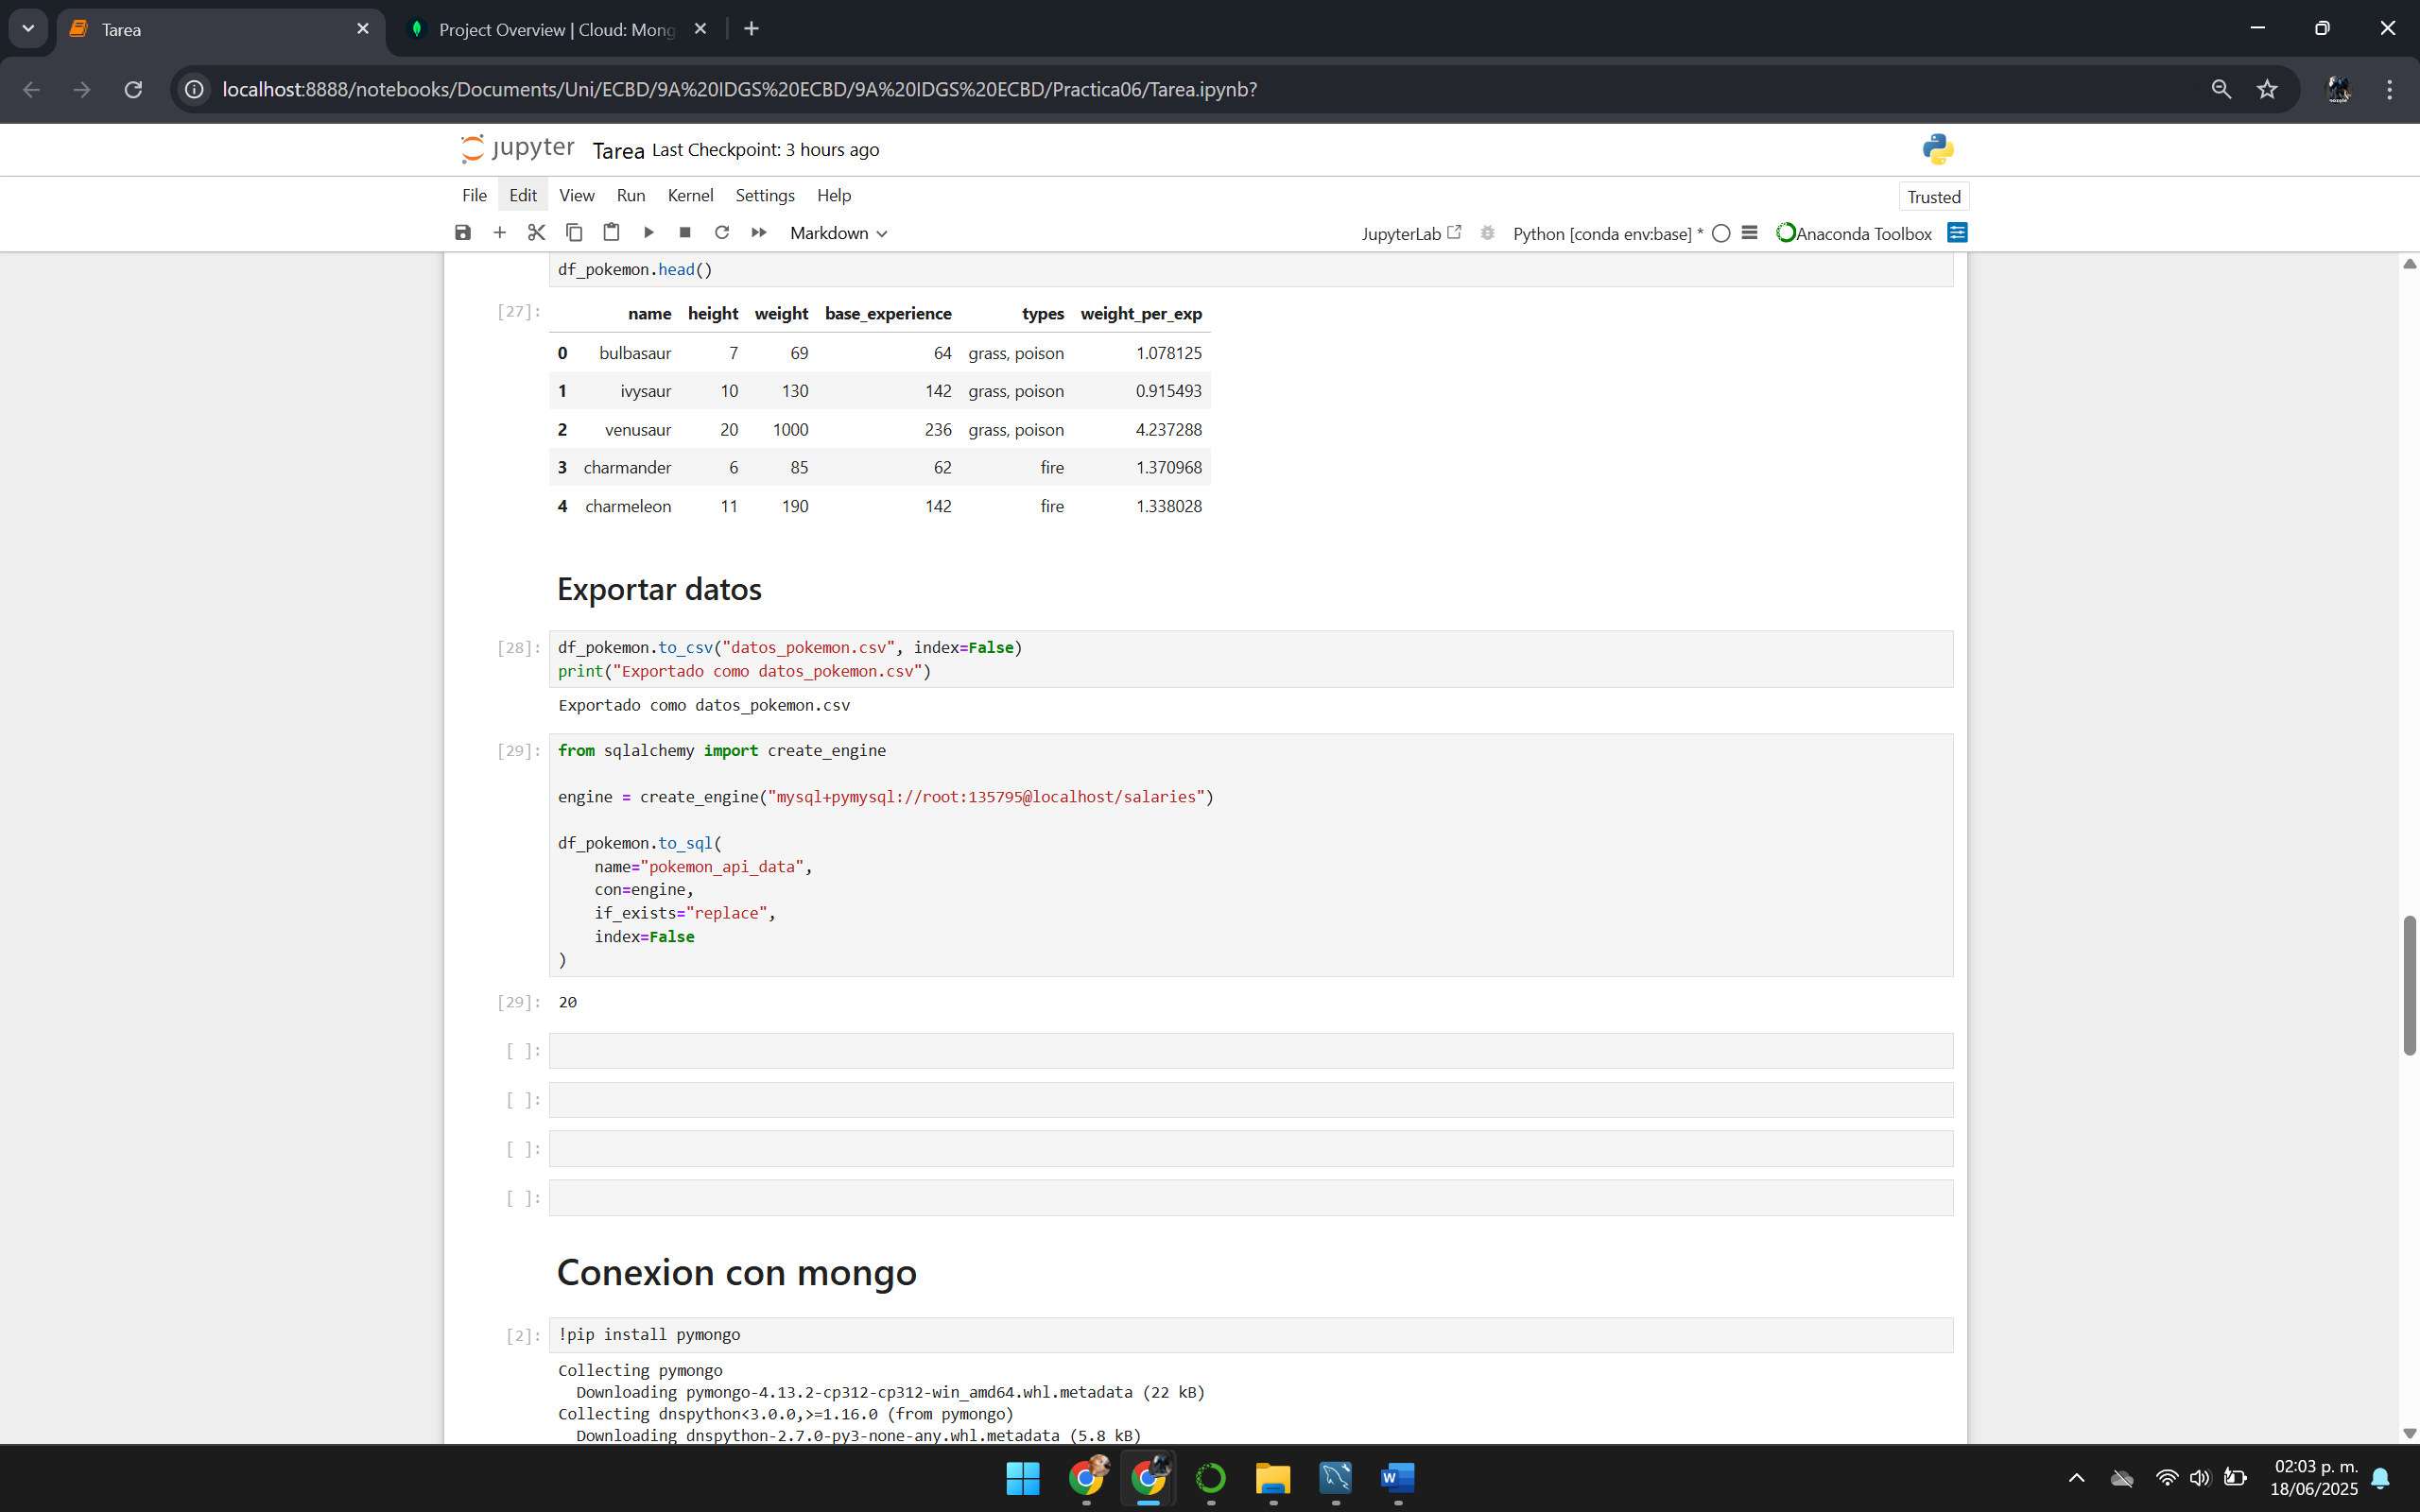 Tarea
Project Overview | Cloud: Mong
localhost:8888/notebooks/Documents/Uni/ECBD/9A%20IDGS%20ECBD/9A%20IDGS%20ECBD/Practica06/Tarea.ipynb?
jupyter Tarea Last Checkpoint: 3 hours ago
File Edit View Run Kernel Settings Help
Trusted
Markdown
JupyterLab Python [conda env:base] * Anaconda Toolbox
df_pokemon.head()
[27]:
name height weight base_experience types weight_per_exp
0 bulbasaur 7 69 64 grass, poison 1.078125
1 ivysaur 10 130 142 grass, poison 0.915493
2 venusaur 20 1000 236 grass, poison 4.237288
3 charmander 6 85 62 fire 1.370968
4 charmeleon 11 190 142 fire 1.338028
Exportar datos
[28]: df_pokemon.to_csv("datos_pokemon.csv", index=False)
print("Exportado como datos_pokemon.csv")
Exportado como datos_pokemon.csv
[29]: from sqlalchemy import create_engine
engine = create_engine("mysql+pymysql://root:135795@localhost/salaries")
df_pokemon.to_sql(
name="pokemon_api_data",
con=engine,
if_exists="replace",
index=False
)
[29]: 20
[ ]:
[ ]:
[ ]:
[ ]:
Conexion con mongo
[2]: !pip install pymongo
Collecting pymongo
Downloading pymongo-4.13.2-cp312-cp312-win_amd64.whl.metadata (22 kB)
Collecting dnspython<3.0.0,>=1.16.0 (from pymongo)
Downloading dnspython-2.7.0-py3-none-any.whl.metadata (5.8 kB)
02:03 p. m.
18/06/2025